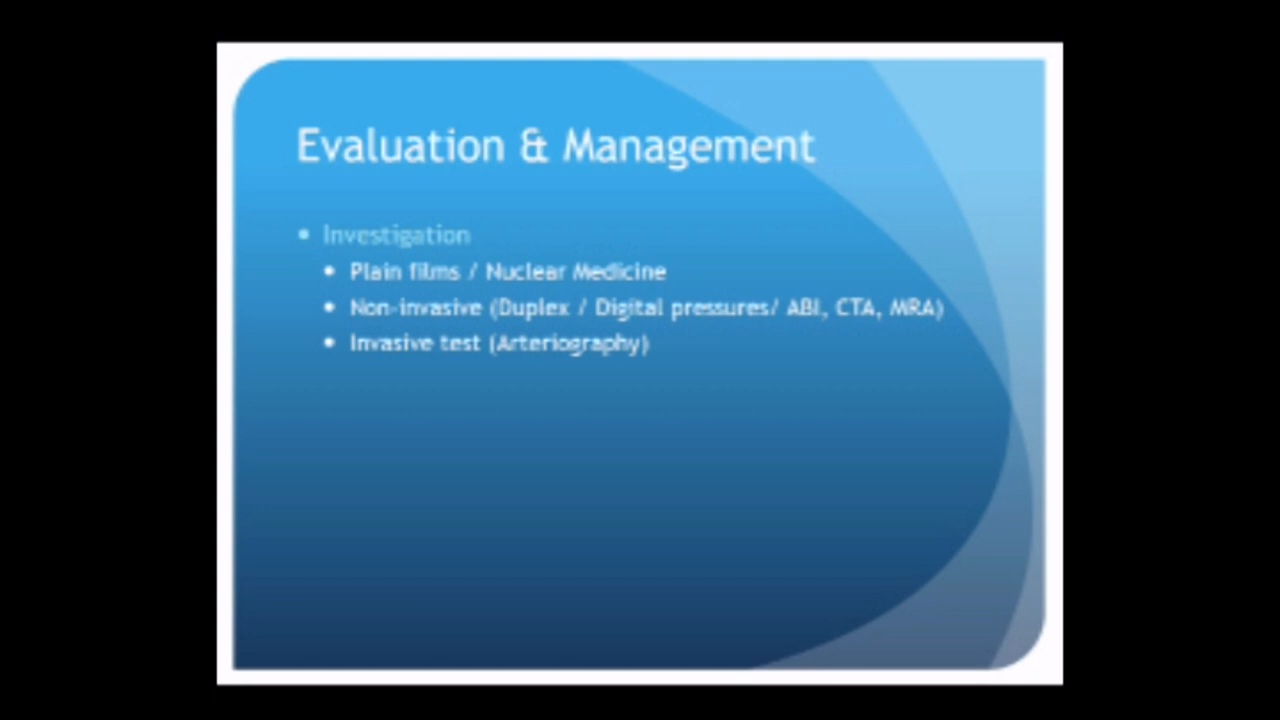 Evaluation & Management
• Investigation
• Plain films / Nuclear Medicine
• Non-invasive (Duplex / Digital pressures/ ABI, CTA, MRA)
• Invasive test (Arteriography)